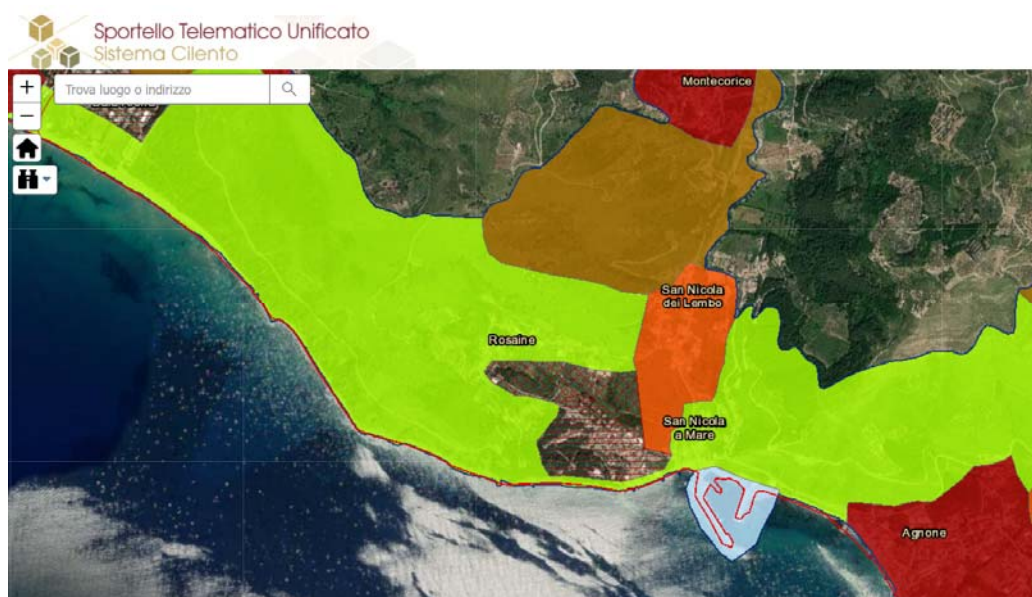 Sportello Telematico Unificato
Sistema Cilento
+
Trova luogo o indirizzo
−
Montecorice
San Nicola
dei Lembo
Rosaine
San Nicola
a Mare
Agnone